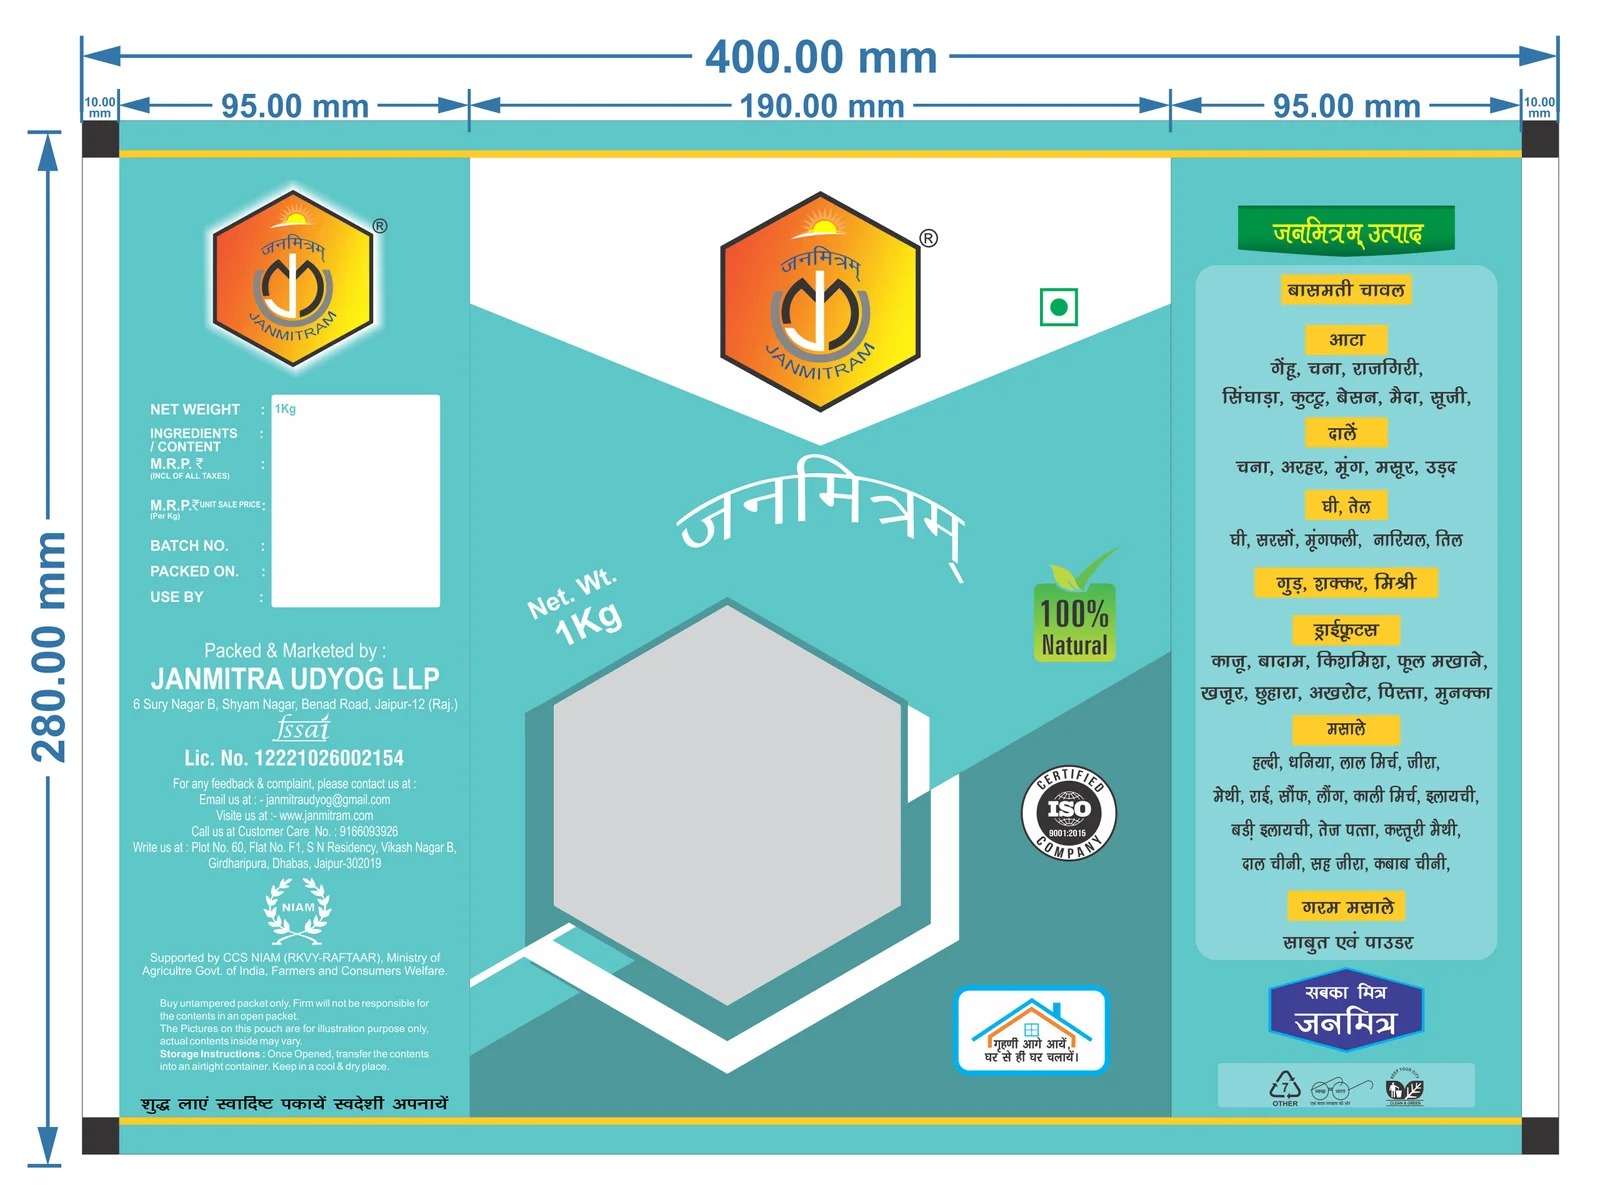 400.00 mm
10.00 mm
95.00 mm
190.00 mm
95.00 mm
10.00 mm
280.00 mm
जनमित्रम्
JANMITRAM
®
NET WEIGHT : 1Kg
INGREDIENTS :
/ CONTENT
M.R.P. ₹ :
(INCL OF ALL TAXES)
M.R.P.₹ UNIT SALE PRICE :
(Per Kg)
BATCH NO. :
PACKED ON. :
USE BY :
Packed & Marketed by :
JANMITRA UDYOG LLP
6 Sury Nagar B, Shyam Nagar, Benad Road, Jaipur-12 (Raj.)
fssai
Lic. No. 12221026002154
For any feedback & complaint, please contact us at :
Email us at : - janmitraudyog@gmail.com
Visite us at :- www.janmitram.com
Call us at Customer Care No. : 9166093926
Write us at : Plot No. 60, Flat No. F1, S N Residency, Vikash Nagar B,
Girdharipura, Dhabas, Jaipur-302019
NIAM
Supported by CCS NIAM (RKVY-RAFTAAR), Ministry of
Agricultre Govt. of India, Farmers and Consumers Welfare.
Buy untampered packet only. Firm will not be responsible for
the contents in an open packet.
The Pictures on this pouch are for illustration purpose only,
actual contents inside may vary.
Storage Instructions : Once Opened, transfer the contents
into an airtight container. Keep in a cool & dry place.
शुद्ध लाएं स्वादिष्ट पकायें स्वदेशी अपनायें
जनमित्रम्
JANMITRAM
®
जनमित्रम्
Net. Wt.
1Kg
100%
Natural
CERTIFIED
ISO
9001:2015
COMPANY
गृहणी आगे आयें,
घर से ही घर चलायें।
जनमित्रम् उत्पाद
बासमती चावल
आटा
गेंहू, चना, राजगिरी,
सिंघाड़ा, कुटटू, बेसन, मैदा, सूजी,
दालें
चना, अरहर, मूंग, मसूर, उड़द
घी, तेल
घी, सरसों, मूंगफली, नारियल, तिल
गुड़, शक्कर, मिश्री
ड्राईफ्रूटस
काजू, बादाम, किशमिश, फूल मखाने,
खजूर, छुहारा, अखरोट, पिस्ता, मुनक्का
मसाले
हल्दी, धनिया, लाल मिर्च, जीरा,
मेथी, राई, सौंफ, लौंग, काली मिर्च, इलायची,
बडी़ इलायची, तेज पत्ता, कस्तूरी मैथी,
दाल चीनी, सह जीरा, कबाब चीनी,
गरम मसाले
साबुत एवं पाउडर
सबका मित्र
जनमित्र
7
OTHER
KEEP YOUR CITY
CLEAN & GREEN